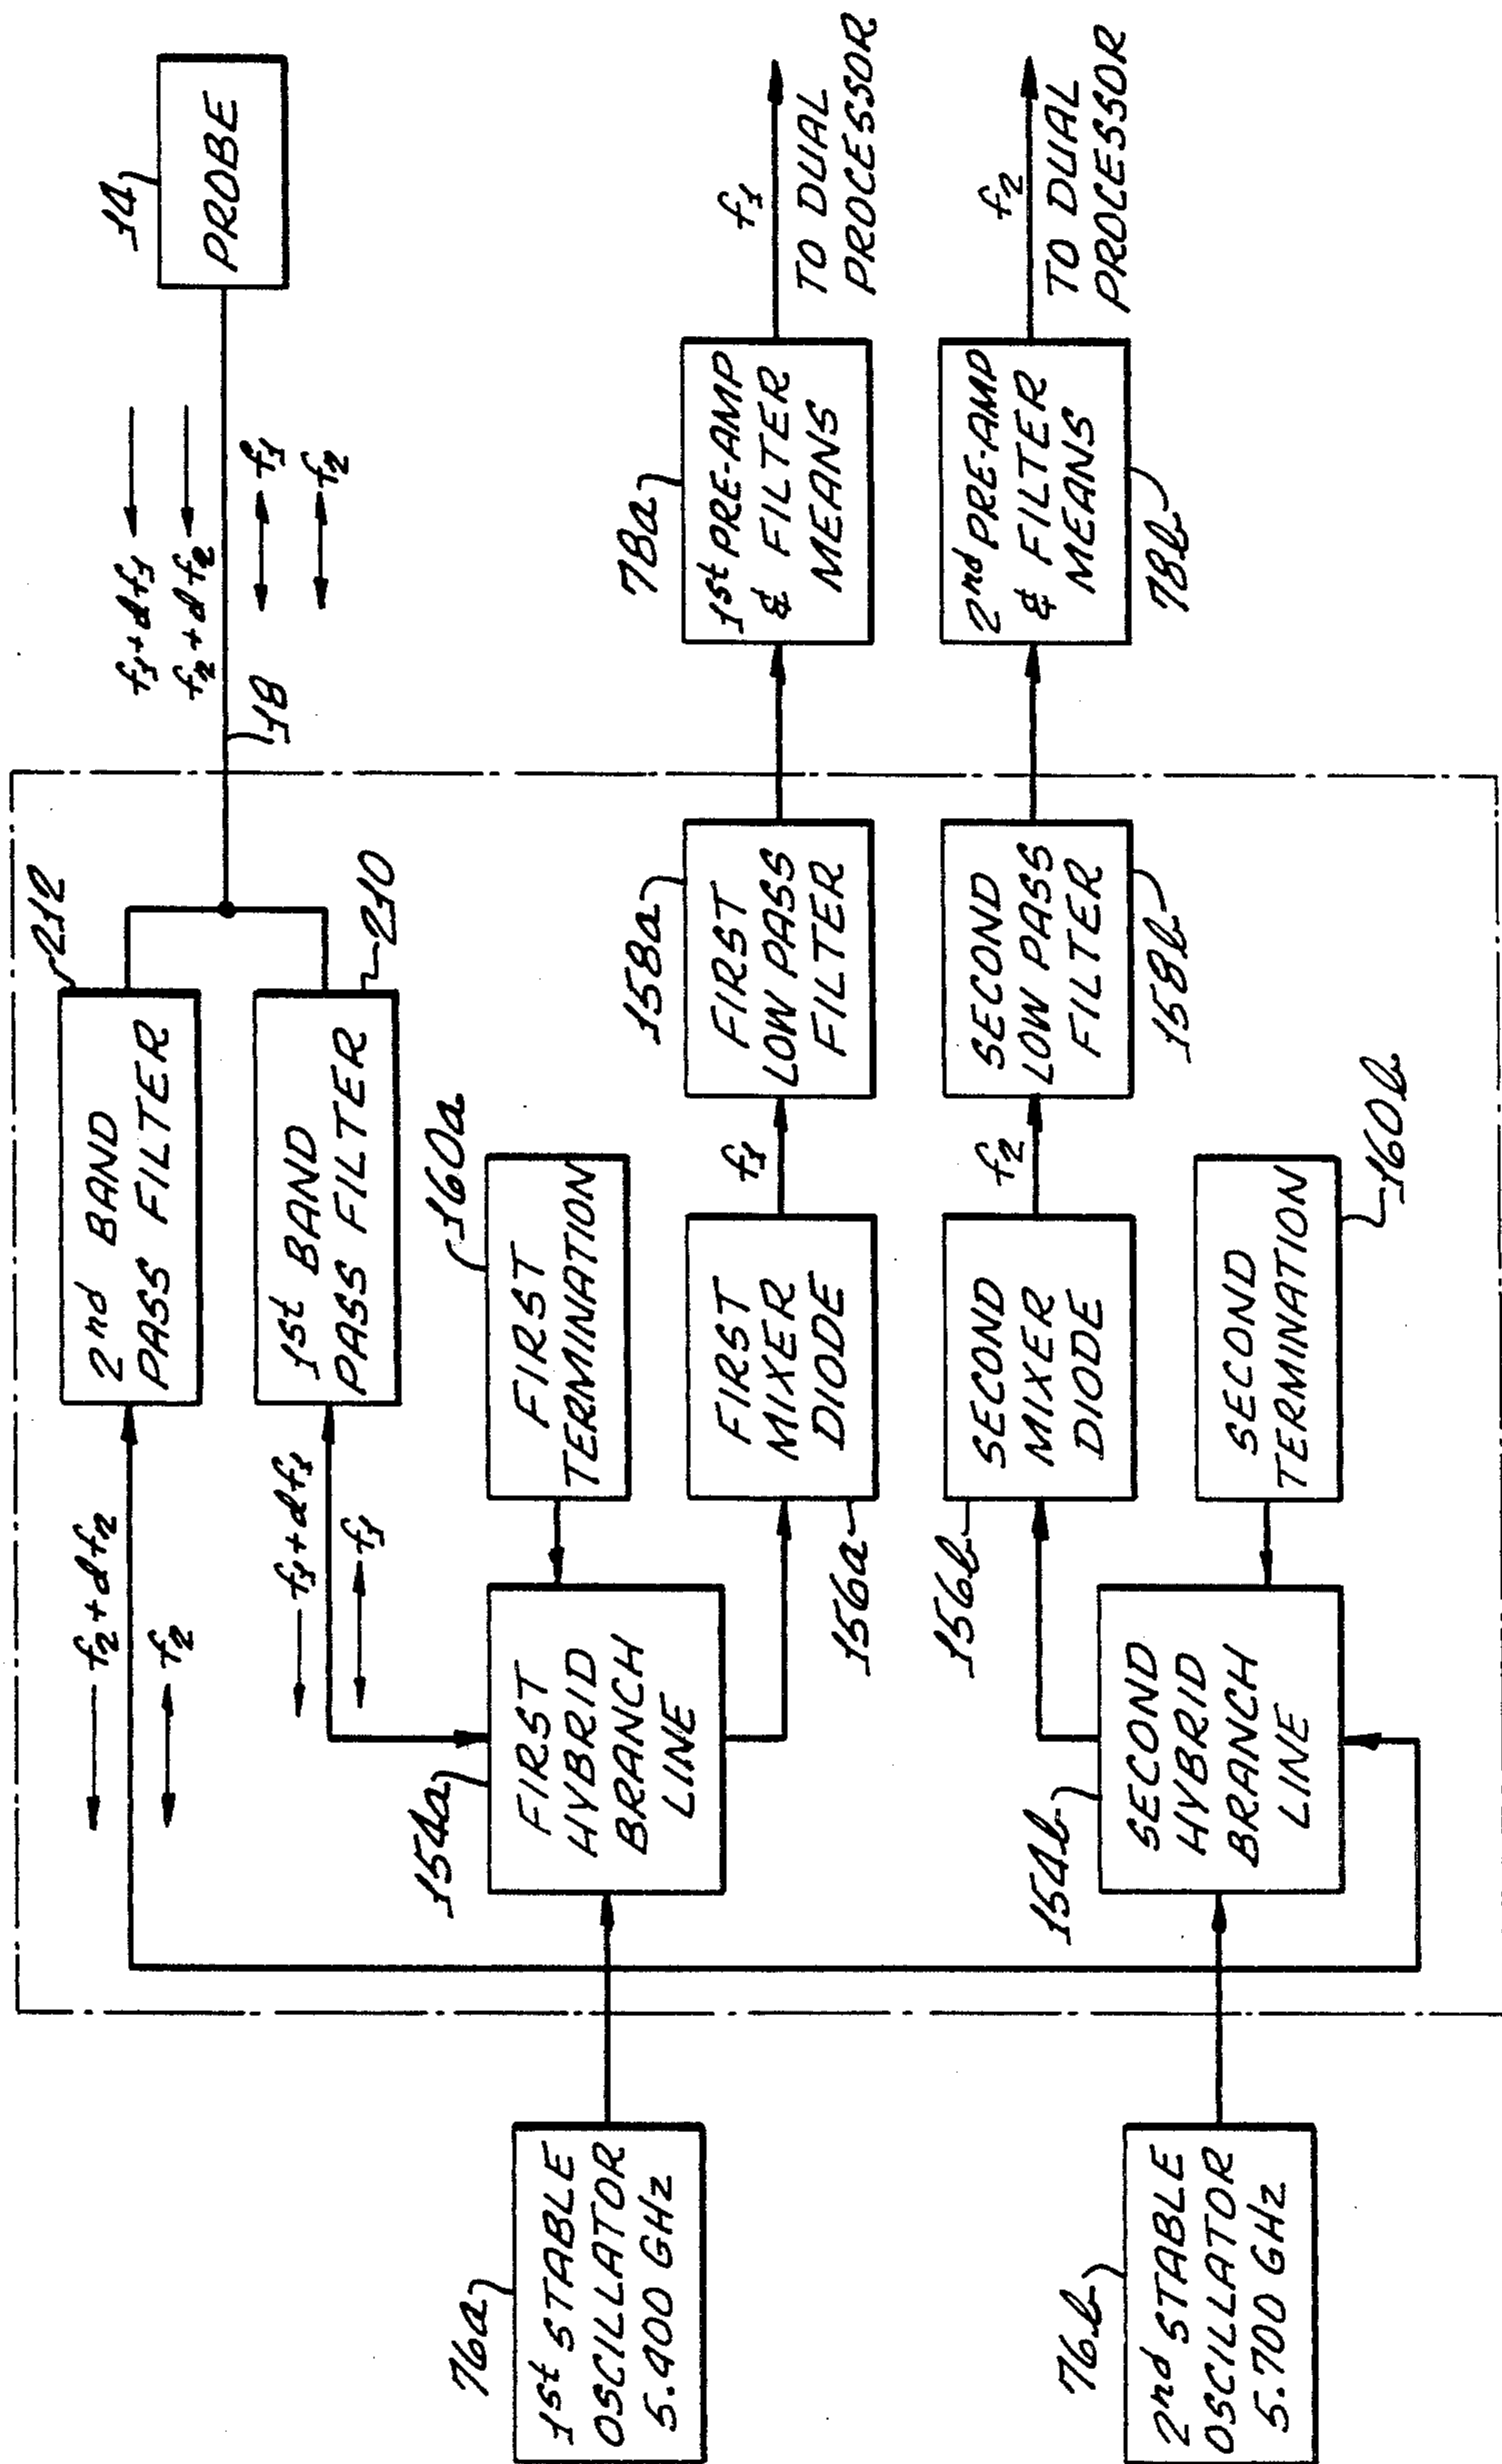 14
PROBE
f1+df1
f2+df2
f1
f2
18
212
2nd BAND
PASS FILTER
210
1st BAND
PASS FILTER
f2+df2
f2
f1+df1
f1
160a
FIRST
TERMINATION
154a
FIRST
HYBRID
BRANCH
LINE
76a
1st STABLE
OSCILLATOR
5.400 GHz
156a
FIRST
MIXER
DIODE
f1
158a
FIRST
LOW PASS
FILTER
78a
1st PRE-AMP
& FILTER
MEANS
f1
TO DUAL
PROCESSOR
156b
SECOND
MIXER
DIODE
f2
158b
SECOND
LOW PASS
FILTER
78b
2nd PRE-AMP
& FILTER
MEANS
f2
TO DUAL
PROCESSOR
76b
2nd STABLE
OSCILLATOR
5.700 GHz
154b
SECOND
HYBRID
BRANCH
LINE
160b
SECOND
TERMINATION